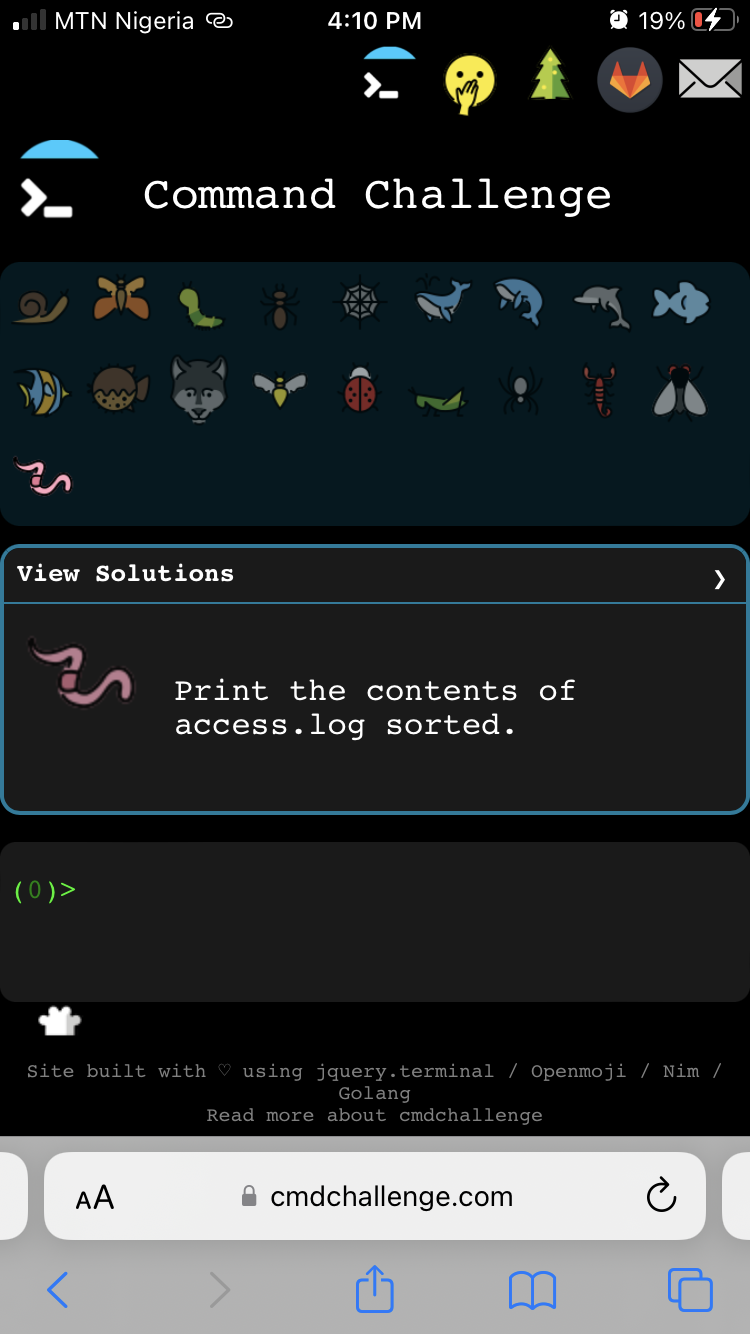 MTN Nigeria 4:10 PM 19%
Command Challenge
View Solutions ❯
Print the contents of
access.log sorted.
(0)>
Site built with ♡ using jquery.terminal / Openmoji / Nim /
Golang
Read more about cmdchallenge
AA cmdchallenge.com